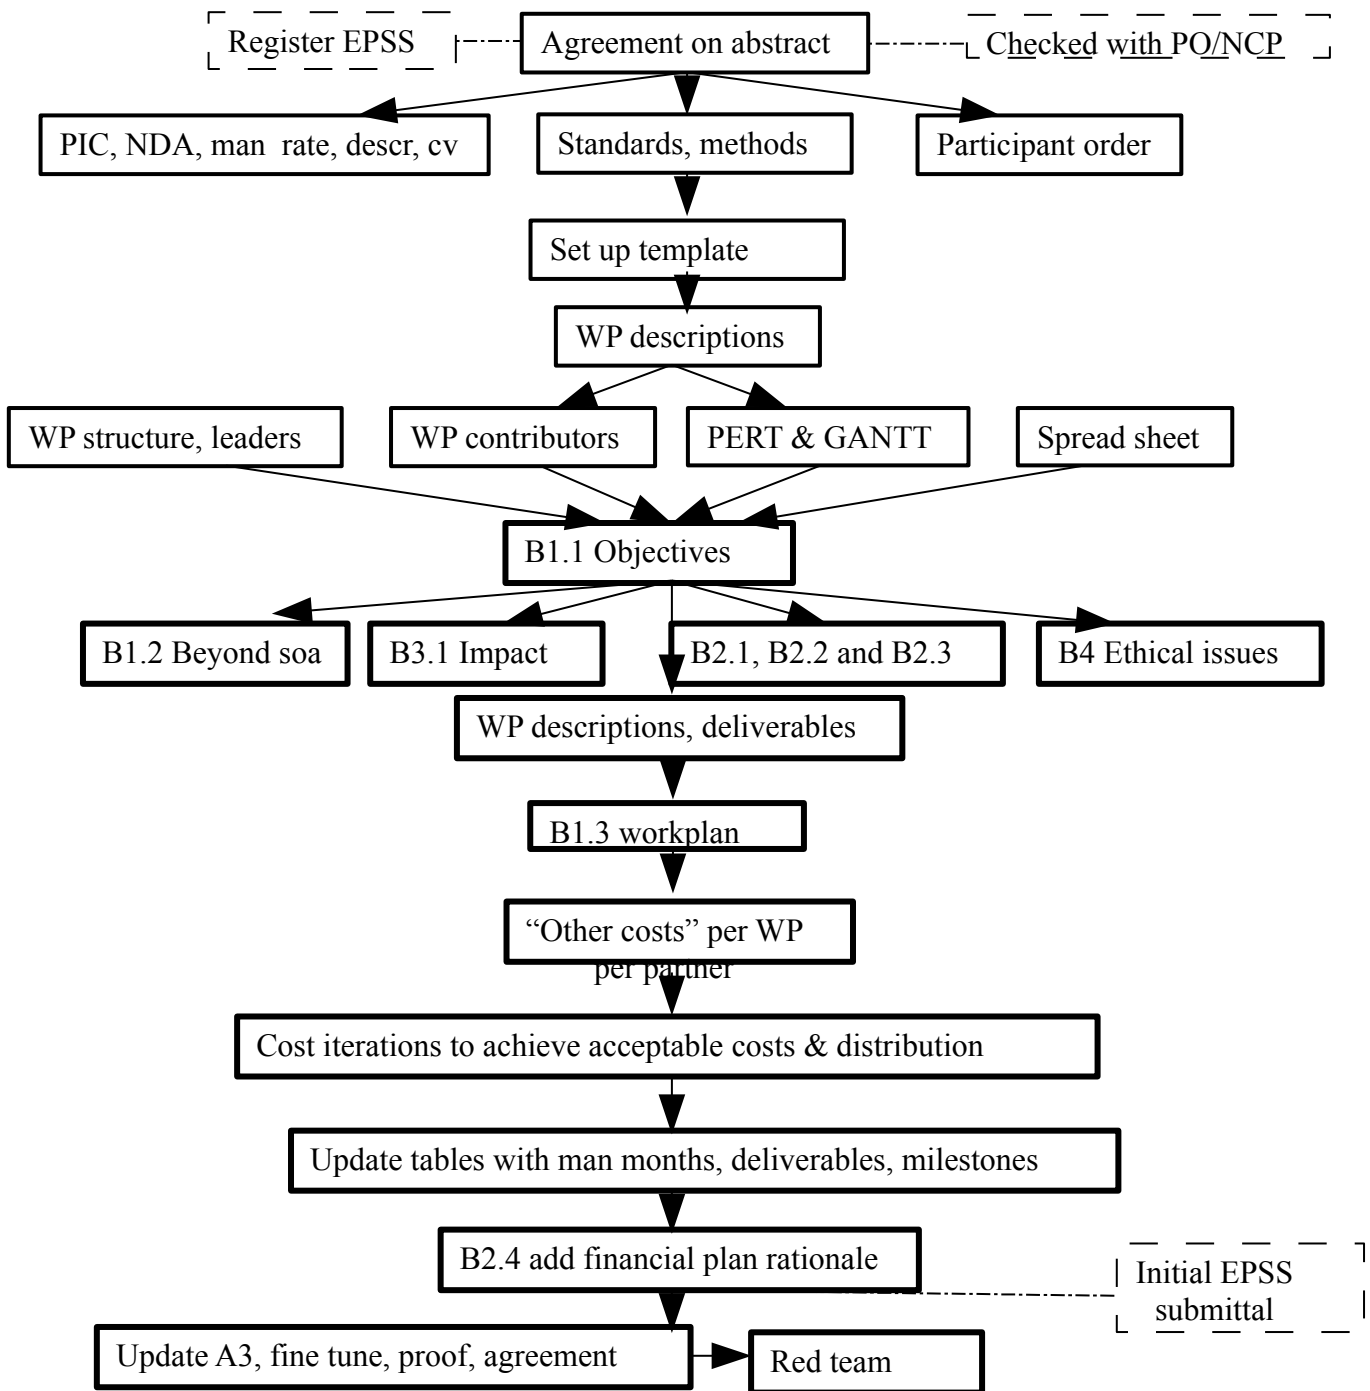 Register EPSS
Agreement on abstract
Checked with PO/NCP
PIC, NDA, man rate, descr, cv
Standards, methods
Participant order
Set up template
WP descriptions
WP structure, leaders
WP contributors
PERT & GANTT
Spread sheet
B1.1 Objectives
B1.2 Beyond soa
B3.1 Impact
B2.1, B2.2 and B2.3
B4 Ethical issues
WP descriptions, deliverables
B1.3 workplan
“Other costs” per WP
per partner
Cost iterations to achieve acceptable costs & distribution
Update tables with man months, deliverables, milestones
B2.4 add financial plan rationale
Initial EPSS
submittal
Update A3, fine tune, proof, agreement
Red team